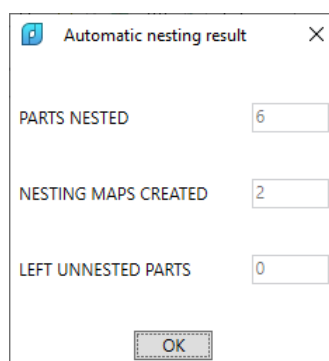 Automatic nesting result
PARTS NESTED 6
NESTING MAPS CREATED 2
LEFT UNNESTED PARTS 0
OK